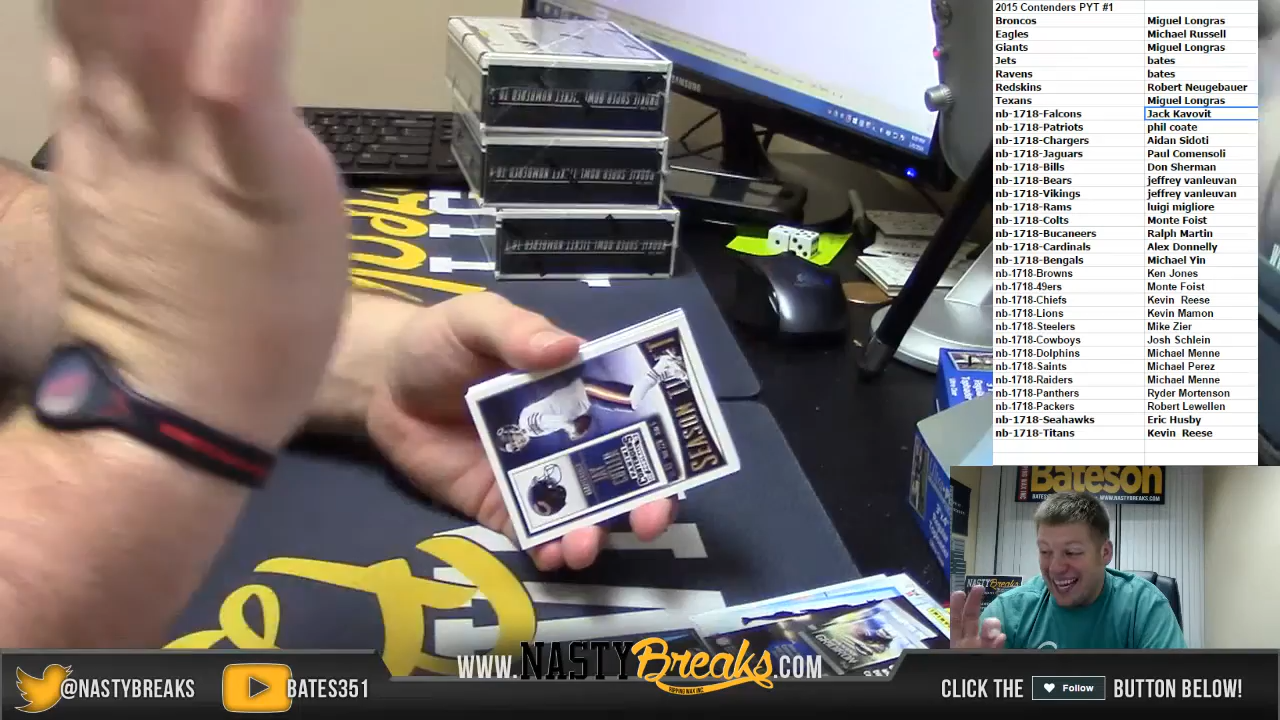 2015 Contenders PYT #1
Broncos Miguel Longras
Eagles Michael Russell
Giants Miguel Longras
Jets bates
Ravens bates
Redskins Robert Neugebauer
Texans Miguel Longras
nb-1718-Falcons Jack Kavovit
nb-1718-Patriots phil coate
nb-1718-Chargers Aidan Sidoti
nb-1718-Jaguars Paul Comensoli
nb-1718-Bills Don Sherman
nb-1718-Bears jeffrey vanleuvan
nb-1718-Vikings jeffrey vanleuvan
nb-1718-Rams luigi migliore
nb-1718-Colts Monte Foist
nb-1718-Bucaneers Ralph Martin
nb-1718-Cardinals Alex Donnelly
nb-1718-Bengals Michael Yin
nb-1718-Browns Ken Jones
nb-1718-49ers Monte Foist
nb-1718-Chiefs Kevin Reese
nb-1718-Lions Kevin Mamon
nb-1718-Steelers Mike Zier
nb-1718-Cowboys Josh Schlein
nb-1718-Dolphins Michael Menne
nb-1718-Saints Michael Perez
nb-1718-Raiders Michael Menne
nb-1718-Panthers Ryder Mortenson
nb-1718-Packers Robert Lewellen
nb-1718-Seahawks Eric Husby
nb-1718-Titans Kevin Reese
SAMSUNG
SEASON
Bateson
WWW.NASTYBREAKS.COM
NASTYBreaks
@NASTYBREAKS
BATES351
WWW.NASTYBreaks.COM
RIPPING WAX INC.
CLICK THE Follow BUTTON BELOW!